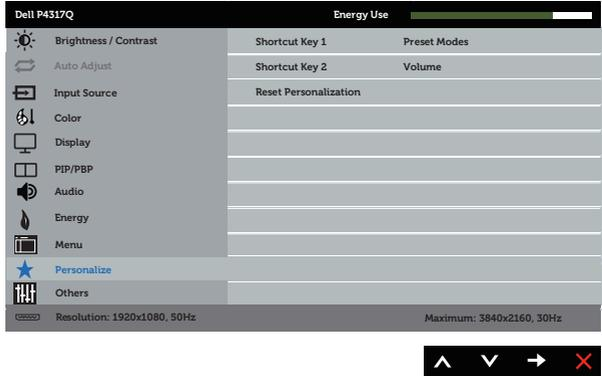 Dell P4317Q Energy Use
Brightness / Contrast
Auto Adjust
Input Source
Color
Display
PIP/PBP
Audio
Energy
Menu
Personalize
Others
Shortcut Key 1 Preset Modes
Shortcut Key 2 Volume
Reset Personalization
Resolution: 1920x1080, 50Hz Maximum: 3840x2160, 30Hz